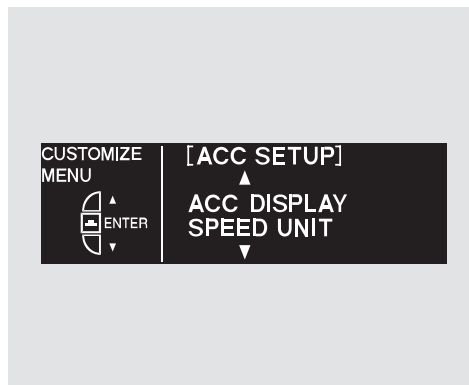 CUSTOMIZE
MENU
ENTER
[ACC SETUP]
ACC DISPLAY
SPEED UNIT